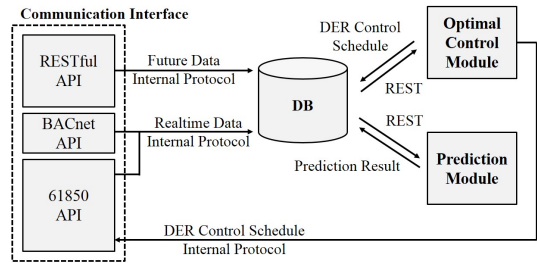 Communication Interface
RESTful
API
BACnet
API
61850
API
Future Data
Internal Protocol
Realtime Data
Internal Protocol
DB
DER Control
Schedule
REST
REST
Prediction Result
Optimal
Control
Module
Prediction
Module
DER Control Schedule
Internal Protocol